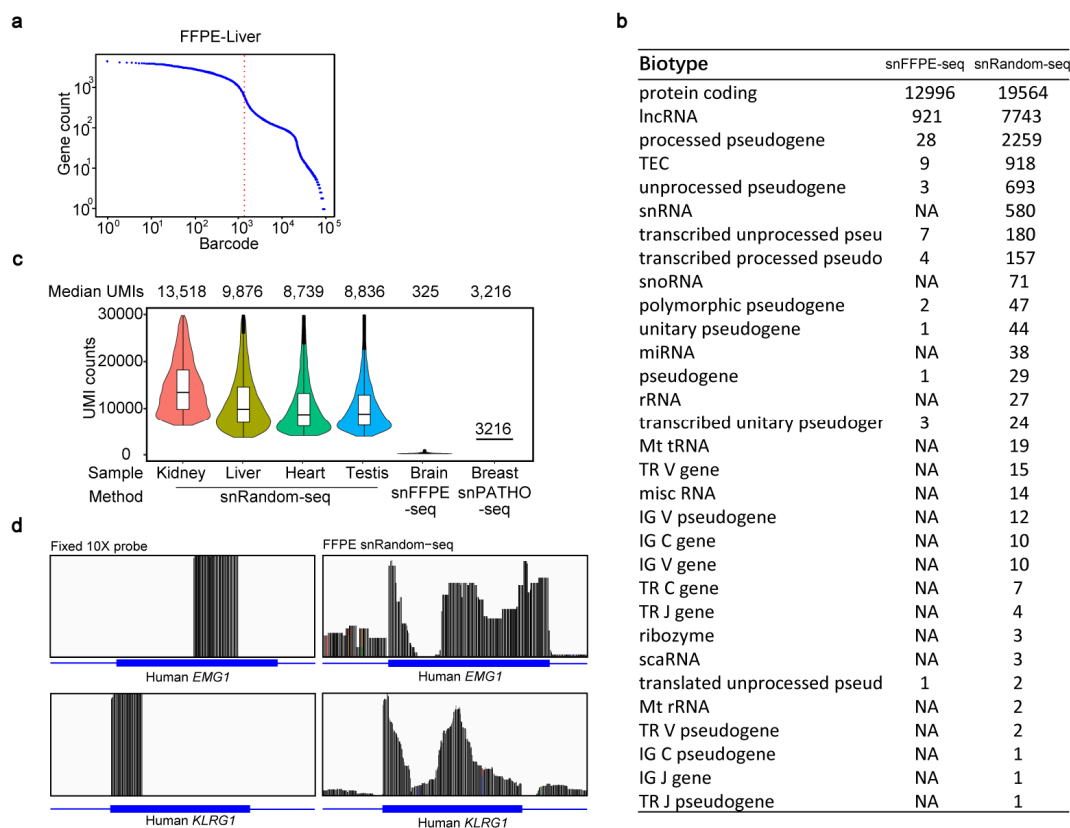 a
FFPE-Liver
Gene count
10^3
10^2
10^1
10^0
10^0 10^1 10^2 10^3 10^4 10^5
Barcode
b
Biotype snFFPE-seq snRandom-seq
protein coding 12996 19564
lncRNA 921 7743
processed pseudogene 28 2259
TEC 9 918
unprocessed pseudogene 3 693
snRNA NA 580
transcribed unprocessed pseu 7 180
transcribed processed pseudo 4 157
snoRNA NA 71
polymorphic pseudogene 2 47
unitary pseudogene 1 44
miRNA NA 38
pseudogene 1 29
rRNA NA 27
transcribed unitary pseudoger 3 24
Mt tRNA NA 19
TR V gene NA 15
misc RNA NA 14
IG V pseudogene NA 12
IG C gene NA 10
IG V gene NA 10
TR C gene NA 7
TR J gene NA 4
ribozyme NA 3
scaRNA NA 3
translated unprocessed pseud 1 2
Mt rRNA NA 2
TR V pseudogene NA 2
IG C pseudogene NA 1
IG J gene NA 1
TR J pseudogene NA 1
c
Median UMIs 13,518 9,876 8,739 8,836 325 3,216
UMI counts
30000
20000
10000
0
3216
Sample Kidney Liver Heart Testis Brain Breast
Method snRandom-seq snFFPE-seq snPATHO-seq
d
Fixed 10X probe
FFPE snRandom-seq
Human EMG1
Human EMG1
Human KLRG1
Human KLRG1